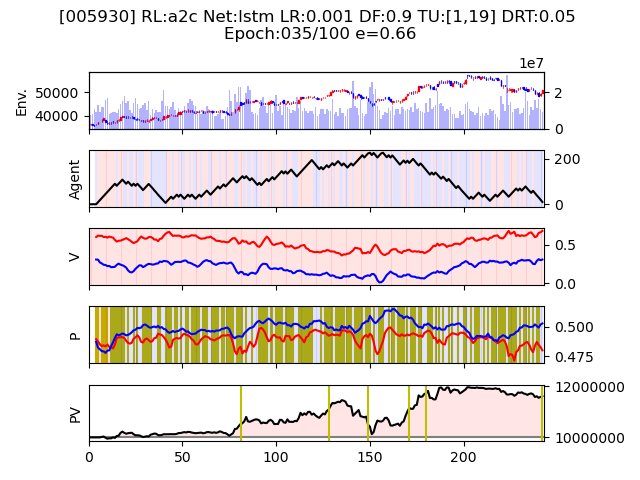 [005930] RL:a2c Net:lstm LR:0.001 DF:0.9 TU:[1,19] DRT:0.05
Epoch:035/100 e=0.66
1e7
Env.
50000
40000
2
0
Agent
200
0
V
0.5
0.0
P
0.500
0.475
PV
12000000
10000000
0 50 100 150 200